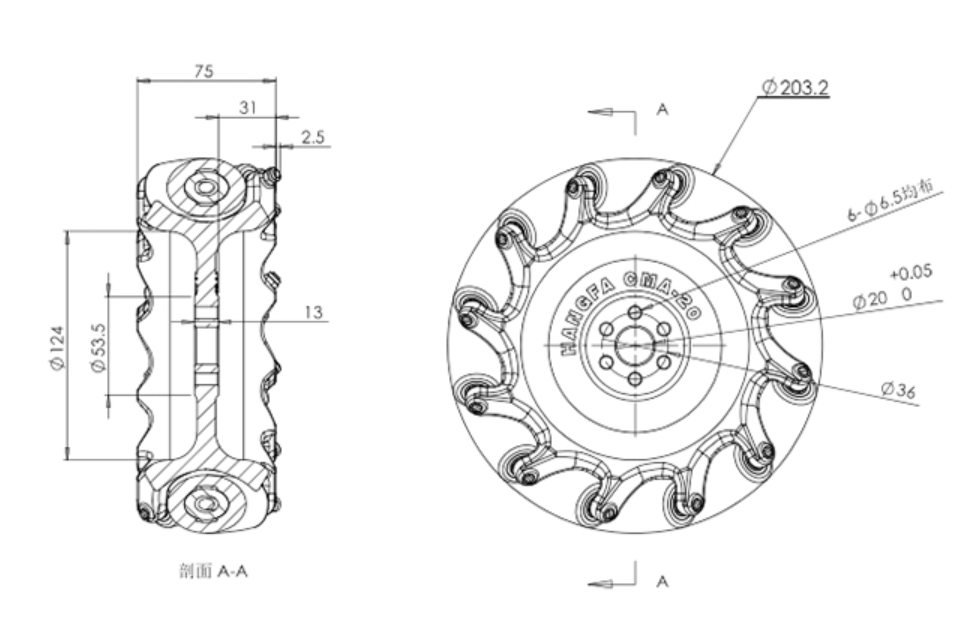 75
31
2.5
Ø124
Ø53.5
13
剖面 A-A
A
Ø203.2
6-Ø6.5均布
+0.05
Ø20 0
Ø36
HANGFA CMA-20
A